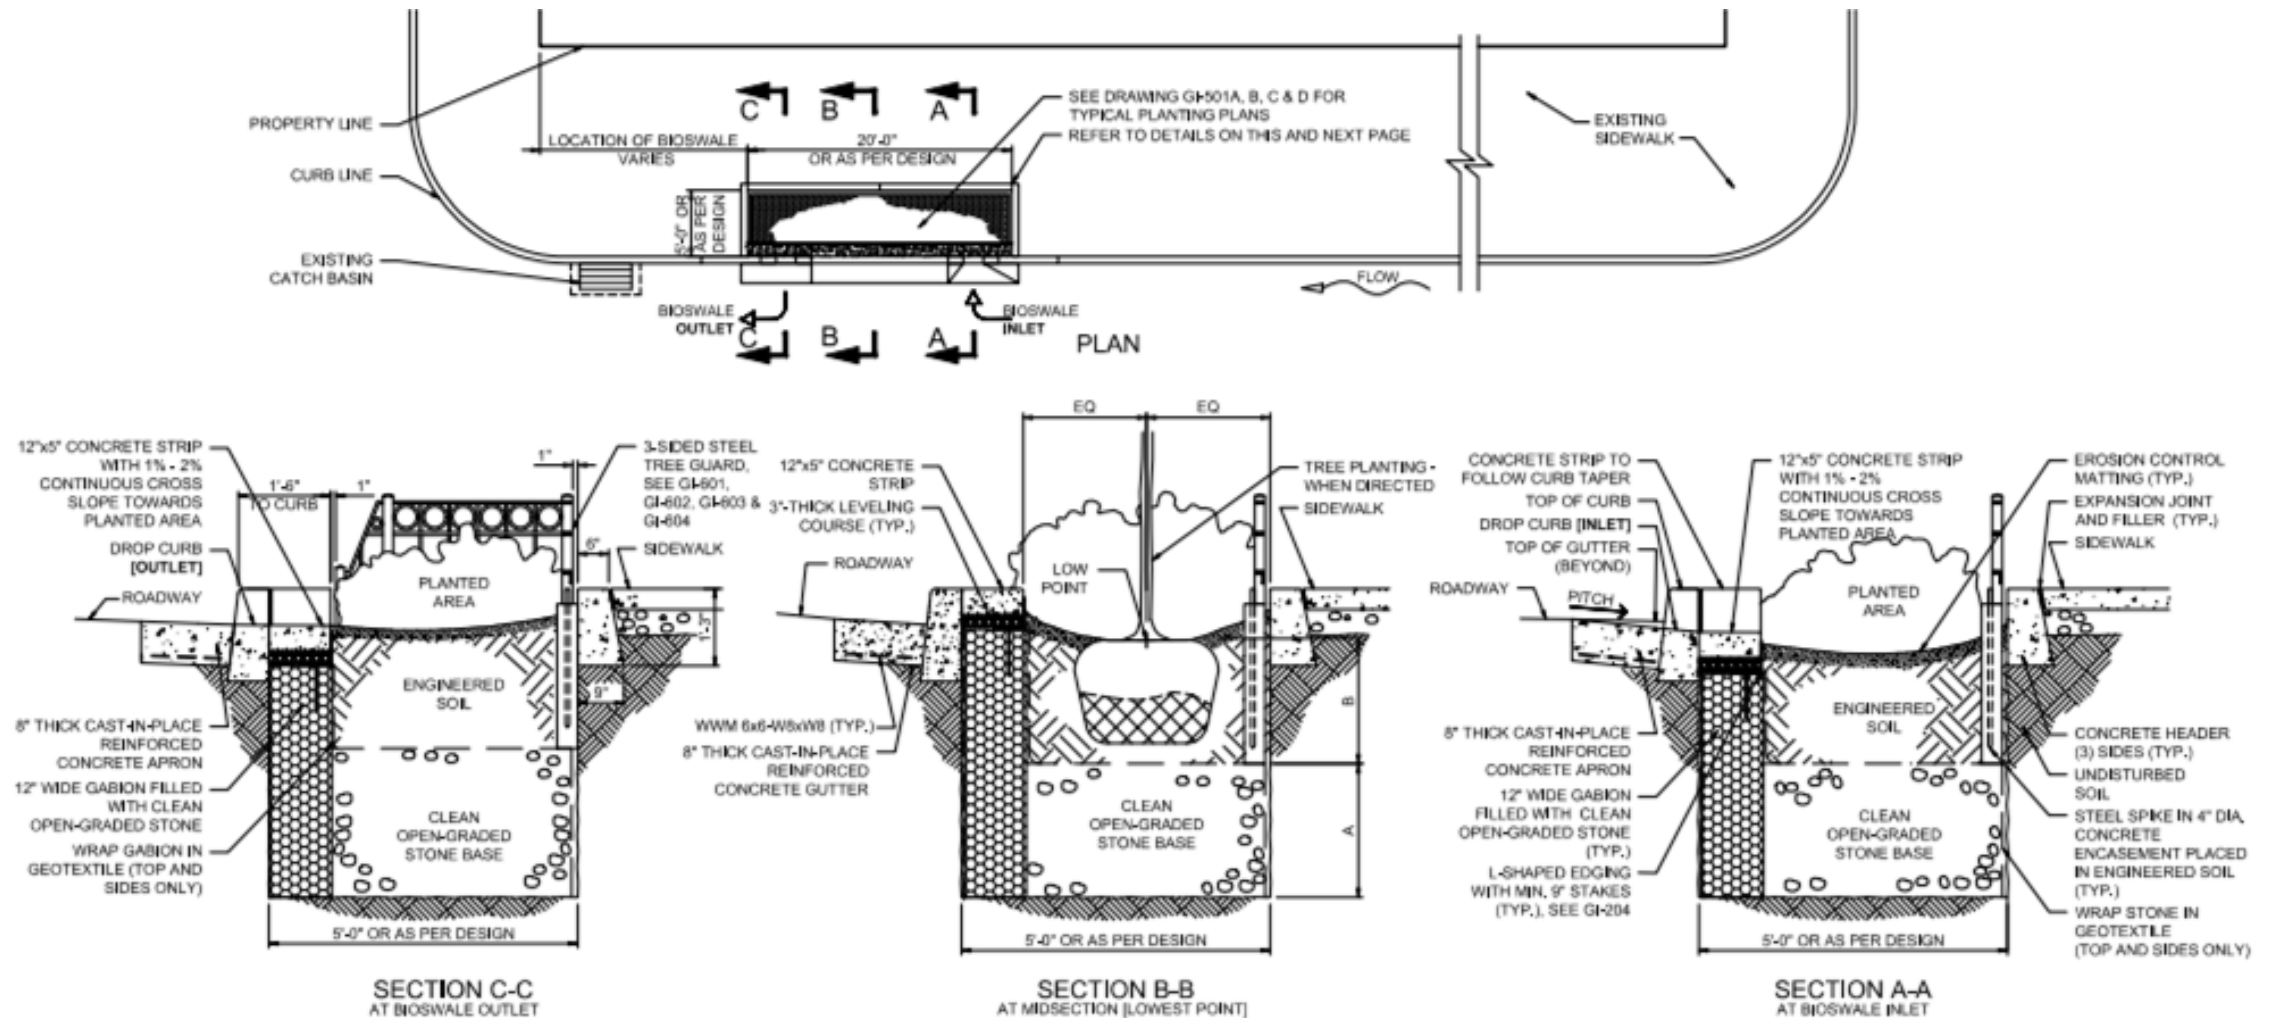 PROPERTY LINE
CURB LINE
EXISTING
CATCH BASIN
C
B
A
LOCATION OF BIOSWALE
VARIES
20'-0"
OR AS PER DESIGN
5'-0" OR
AS PER
DESIGN
SEE DRAWING GI-501A, B, C & D FOR
TYPICAL PLANTING PLANS
REFER TO DETAILS ON THIS AND NEXT PAGE
EXISTING
SIDEWALK
FLOW
BIOSWALE
OUTLET
BIOSWALE
INLET
C
B
A
PLAN
12"x5" CONCRETE STRIP
WITH 1% - 2%
CONTINUOUS CROSS
SLOPE TOWARDS
PLANTED AREA
DROP CURB
[OUTLET]
ROADWAY
8" THICK CAST-IN-PLACE
REINFORCED
CONCRETE APRON
12" WIDE GABION FILLED
WITH CLEAN
OPEN-GRADED STONE
WRAP GABION IN
GEOTEXTILE (TOP AND
SIDES ONLY)
1'-6"
TO CURB
1"
1"
3-SIDED STEEL
TREE GUARD,
SEE GI-601,
GI-602, GI-603 &
GI-604
SIDEWALK
6"
1'-3"
9"
PLANTED
AREA
ENGINEERED
SOIL
CLEAN
OPEN-GRADED
STONE BASE
5'-0" OR AS PER DESIGN
SECTION C-C
AT BIOSWALE OUTLET
EQ
EQ
12"x5" CONCRETE
STRIP
3"-THICK LEVELING
COURSE (TYP.)
ROADWAY
LOW
POINT
TREE PLANTING -
WHEN DIRECTED
SIDEWALK
WWM 6x6-W8xW8 (TYP.)
8" THICK CAST-IN-PLACE
REINFORCED
CONCRETE GUTTER
B
A
CLEAN
OPEN-GRADED
STONE BASE
5'-0" OR AS PER DESIGN
SECTION B-B
AT MIDSECTION [LOWEST POINT]
CONCRETE STRIP TO
FOLLOW CURB TAPER
TOP OF CURB
DROP CURB [INLET]
TOP OF GUTTER
(BEYOND)
ROADWAY
PITCH
8" THICK CAST-IN-PLACE
REINFORCED
CONCRETE APRON
12" WIDE GABION
FILLED WITH CLEAN
OPEN-GRADED STONE
(TYP.)
L-SHAPED EDGING
WITH MIN. 9" STAKES
(TYP.), SEE GI-204
12"x5" CONCRETE STRIP
WITH 1% - 2%
CONTINUOUS CROSS
SLOPE TOWARDS
PLANTED AREA
PLANTED
AREA
ENGINEERED
SOIL
CLEAN
OPEN-GRADED
STONE BASE
5'-0" OR AS PER DESIGN
EROSION CONTROL
MATTING (TYP.)
EXPANSION JOINT
AND FILLER (TYP.)
SIDEWALK
CONCRETE HEADER
(3) SIDES (TYP.)
UNDISTURBED
SOIL
STEEL SPIKE IN 4" DIA.
CONCRETE
ENCASEMENT PLACED
IN ENGINEERED SOIL
(TYP.)
WRAP STONE IN
GEOTEXTILE
(TOP AND SIDES ONLY)
SECTION A-A
AT BIOSWALE INLET